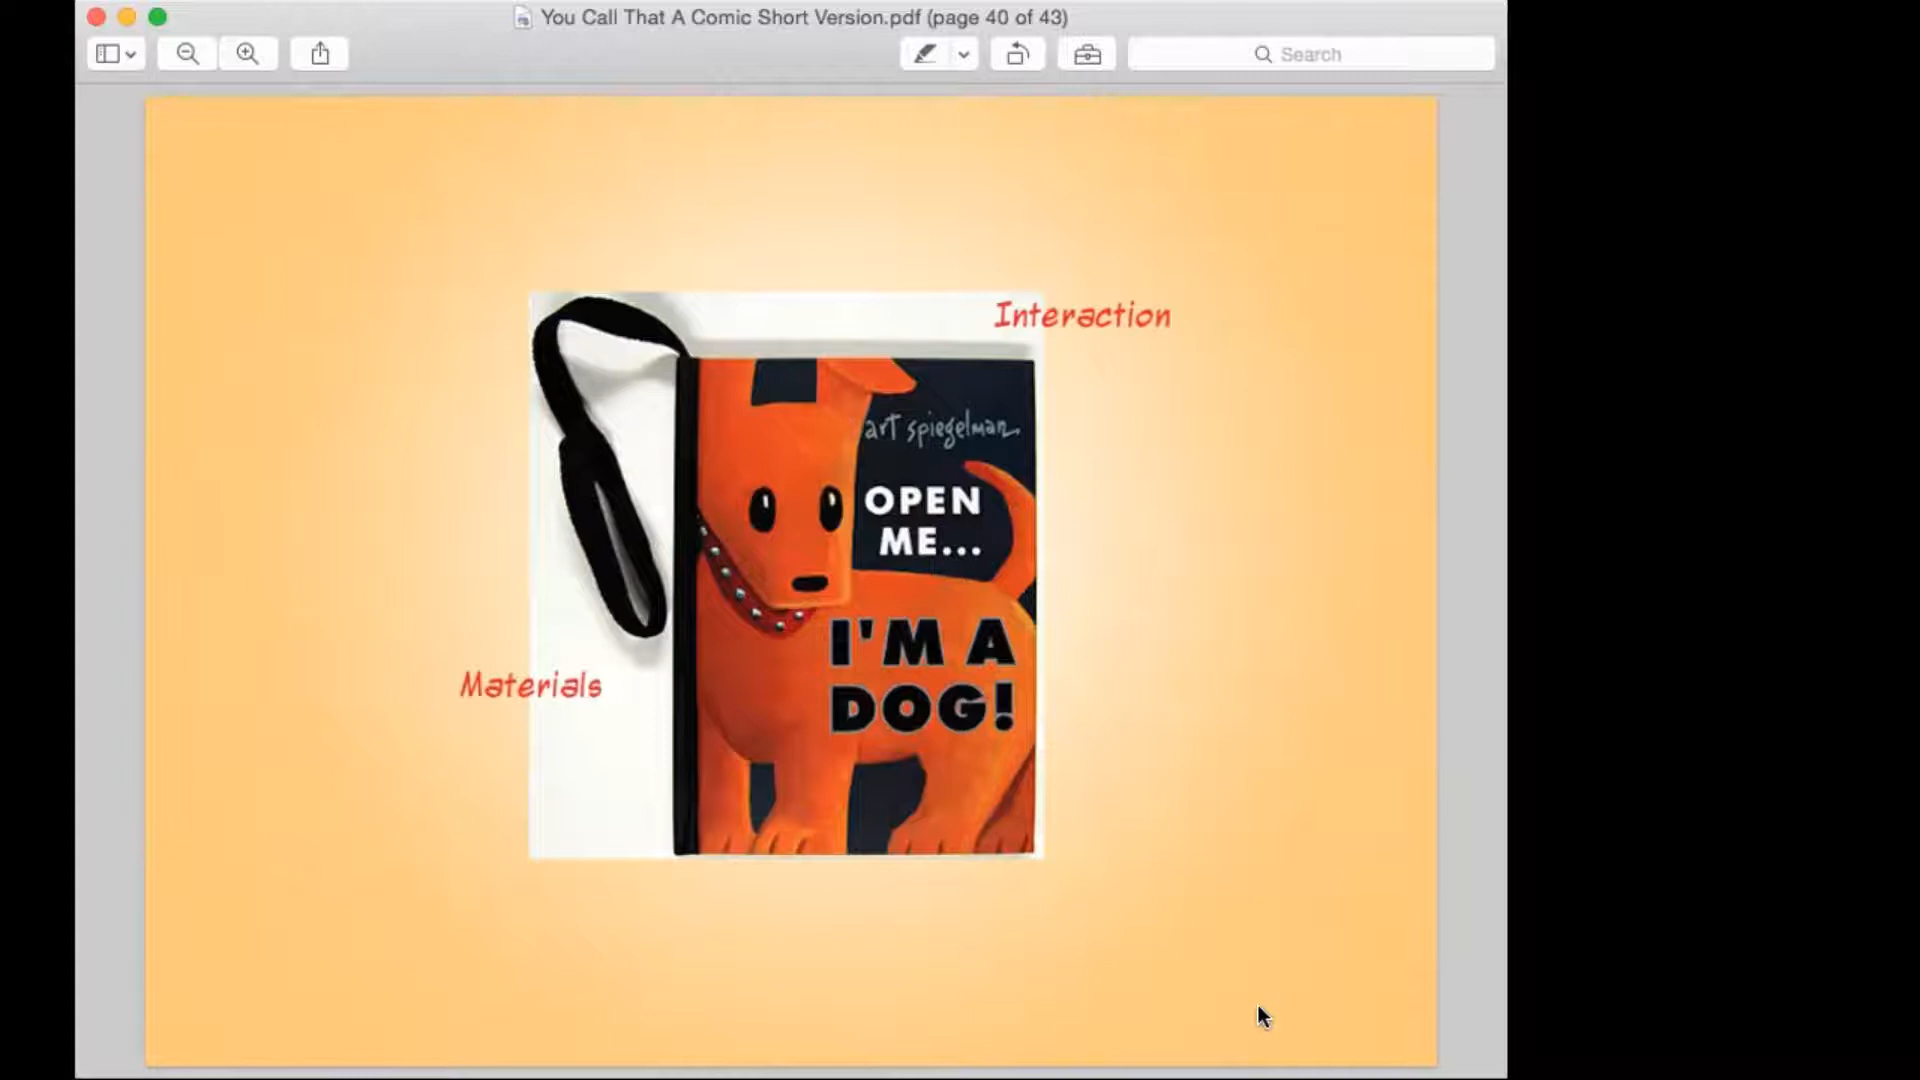 You Call That A Comic Short Version.pdf (page 40 of 43)
Search
Interaction
art spiegelman
OPEN
ME...
I'M A
DOG!
Materials